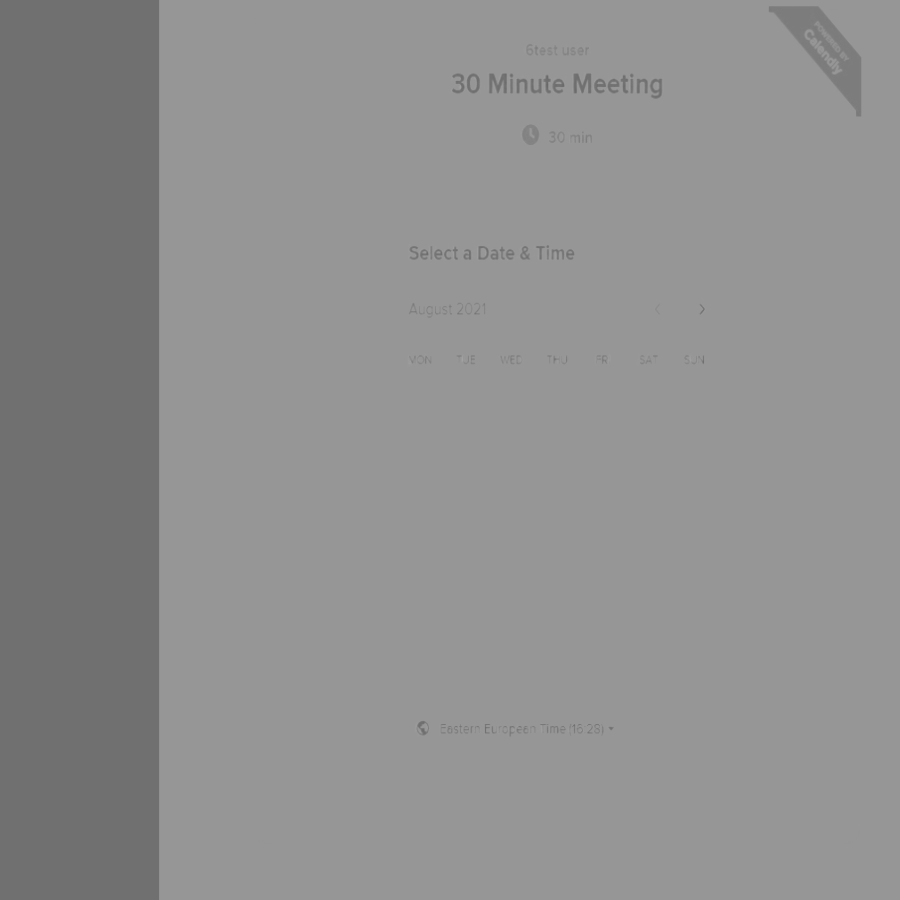 6test user
30 Minute Meeting
30 min
POWERED BY
Calendly
Select a Date & Time
August 2021
MON TUE WED THU FRI SAT SUN
Eastern European Time (16:28)